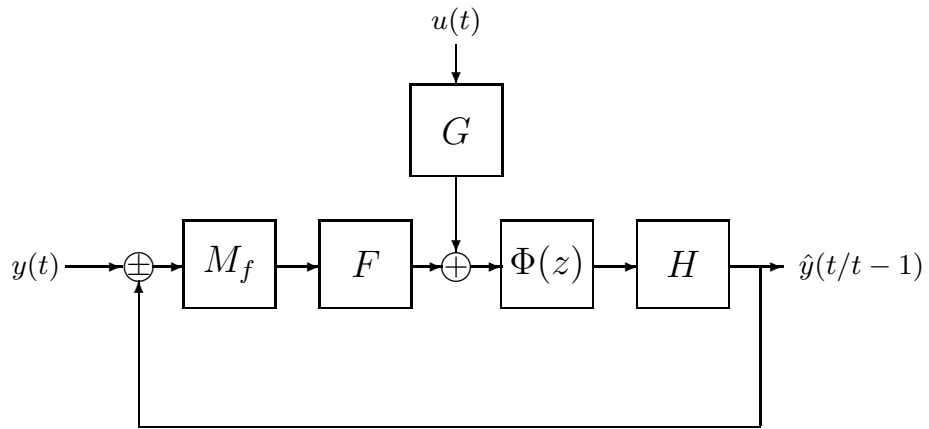 u(t)
G
y(t) ± M_f F + Φ(z) H ŷ(t/t − 1)